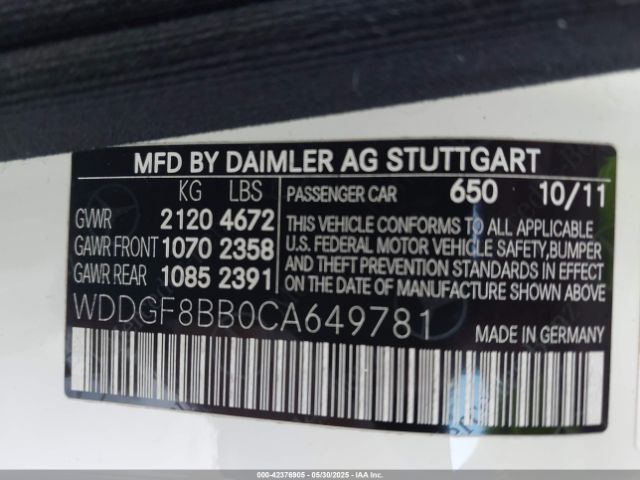 MFD BY DAIMLER AG STUTTGART
KG LBS
GVWR 2120 4672
GAWR FRONT 1070 2358
GAWR REAR 1085 2391
PASSENGER CAR 650 10/11
THIS VEHICLE CONFORMS TO ALL APPLICABLE
U.S. FEDERAL MOTOR VEHICLE SAFETY, BUMPER
AND THEFT PREVENTION STANDARDS IN EFFECT
ON THE DATE OF MANUFACTURE SHOWN ABOVE.
WDDGF8BB0CA649781
MADE IN GERMANY
000-42376905 - 05/30/2025 - IAAI.COM